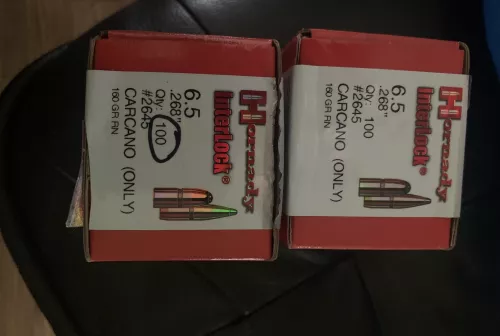 Hornady
InterLock®
6.5
.268"
Qty: 100
#2645
CARCANO (ONLY)
160 GR RN
Hornady
InterLock®
6.5
.268"
Qty: 100
#2645
CARCANO (ONLY)
160 GR RN